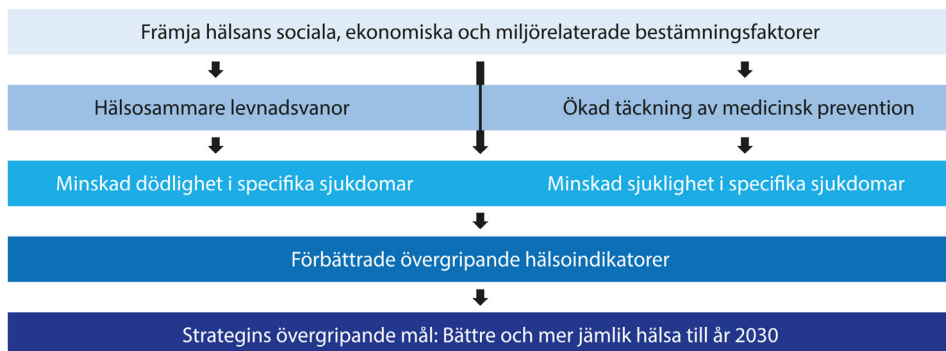 Främja hälsans sociala, ekonomiska och miljörelaterade bestämningsfaktorer
Hälsosammare levnadsvanor
Ökad täckning av medicinsk prevention
Minskad dödlighet i specifika sjukdomar
Minskad sjuklighet i specifika sjukdomar
Förbättrade övergripande hälsoindikatorer
Strategins övergripande mål: Bättre och mer jämlik hälsa till år 2030